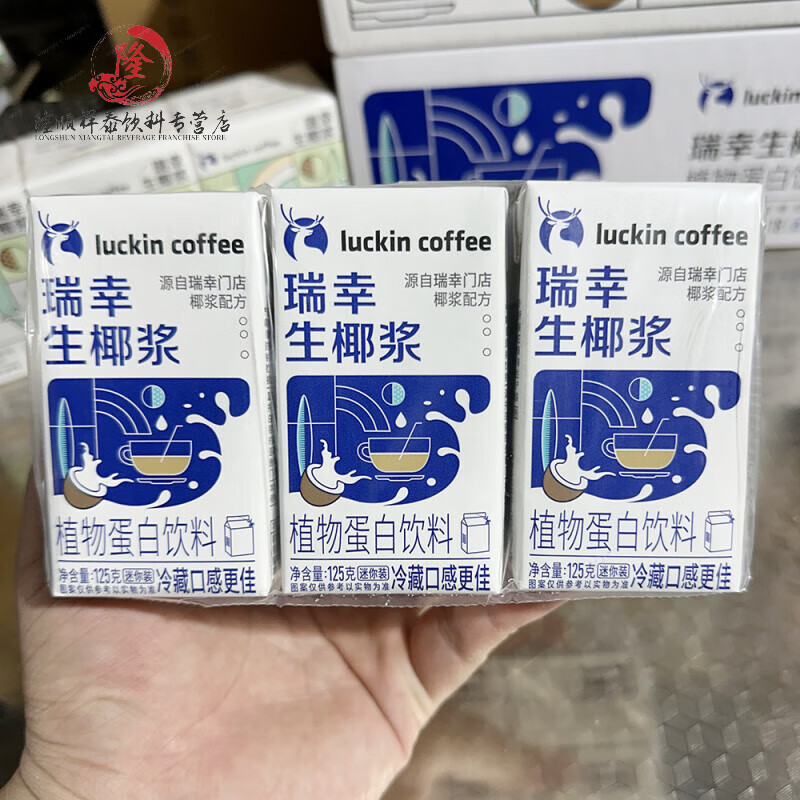 隆
隆顺祥泰饮料专营店
LONGSHUN XIANGTAI BEVERAGE FRANCHISE STORE
luckin coffee
luckin
瑞幸生椰
植物蛋白饮
luckin coffee
瑞幸
生椰浆
源自瑞幸门店
椰浆配方
植物蛋白饮料
净含量:125克 迷你装
图案仅供参考以实物为准
冷藏口感更佳
luckin coffee
瑞幸
生椰浆
源自瑞幸门店
椰浆配方
植物蛋白饮料
净含量:125克 迷你装
图案仅供参考以实物为准
冷藏口感更佳
luckin coffee
瑞幸
生椰浆
源自瑞幸门店
椰浆配方
植物蛋白饮料
净含量:125克 迷你装
图案仅供参考以实物为准
冷藏口感更佳